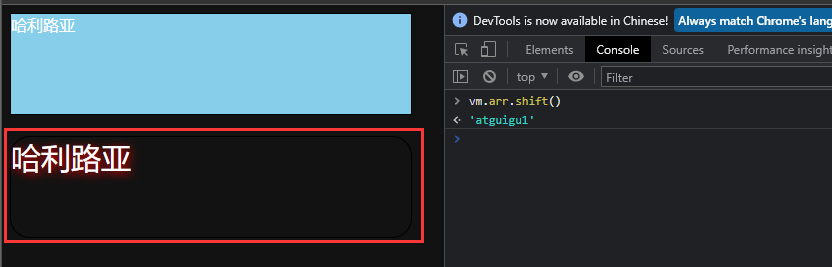 哈利路亚
哈利路亚
DevTools is now available in Chinese! Always match Chrome's lang
Elements Console Sources Performance insight
top Filter
vm.arr.shift()
'atguigu1'